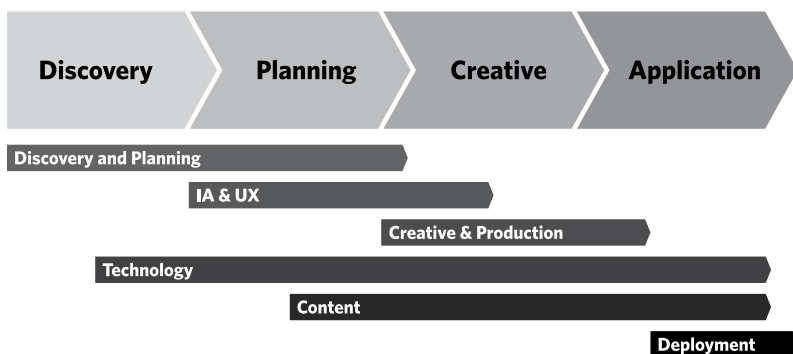 Discovery Planning Creative Application
Discovery and Planning
IA & UX
Creative & Production
Technology
Content
Deployment